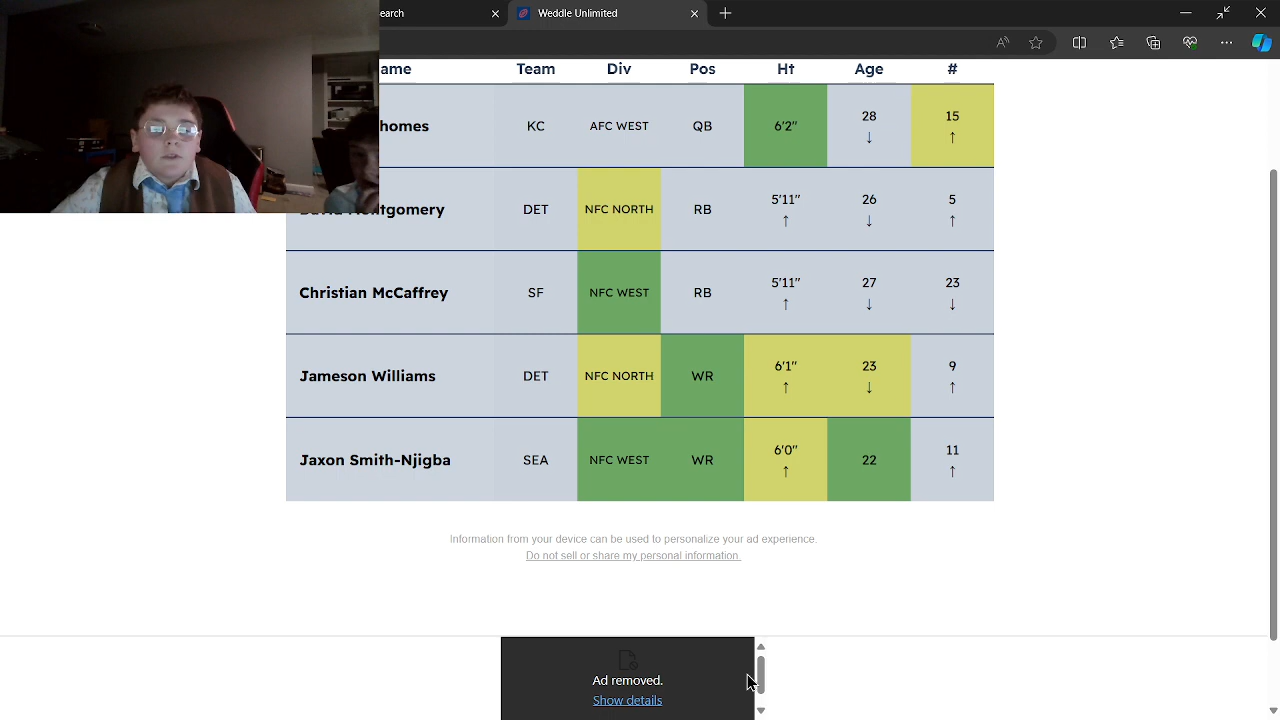 earch
Weddle Unlimited
ame Team Div Pos Ht Age #
homes KC AFC WEST QB 6'2" 28 ↓ 15 ↑
DET NFC NORTH RB 5'11" ↑ 26 ↓ 5 ↑
Christian McCaffrey SF NFC WEST RB 5'11" ↑ 27 ↓ 23 ↓
Jameson Williams DET NFC NORTH WR 6'1" ↑ 23 ↓ 9 ↑
Jaxon Smith-Njigba SEA NFC WEST WR 6'0" ↑ 22 11 ↑
Information from your device can be used to personalize your ad experience.
Do not sell or share my personal information.
Ad removed.
Show details